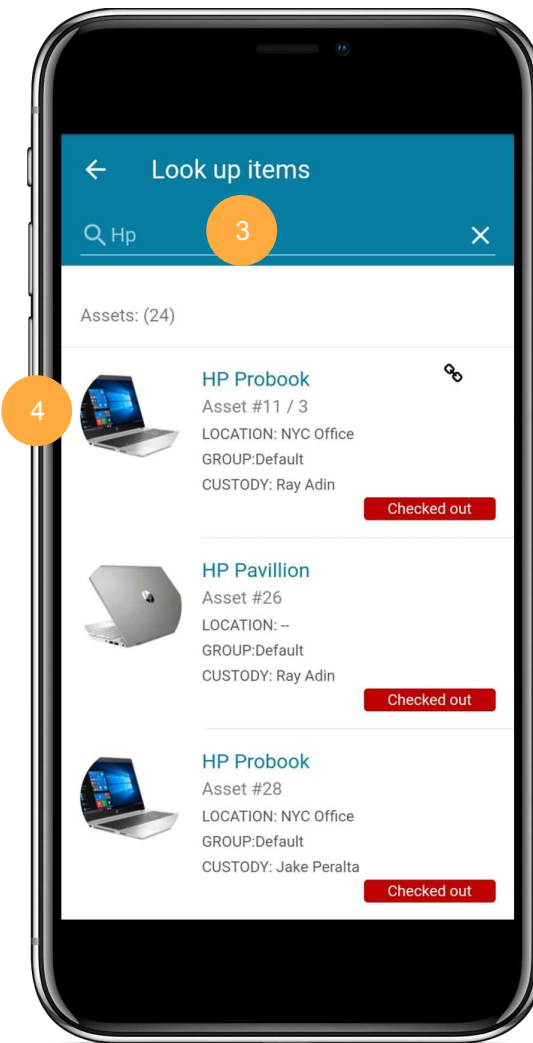 Look up items
Hp
3
Assets: (24)
4
HP Probook
Asset #11 / 3
LOCATION: NYC Office
GROUP:Default
CUSTODY: Ray Adin
Checked out
HP Pavillion
Asset #26
LOCATION: --
GROUP:Default
CUSTODY: Ray Adin
Checked out
HP Probook
Asset #28
LOCATION: NYC Office
GROUP:Default
CUSTODY: Jake Peralta
Checked out